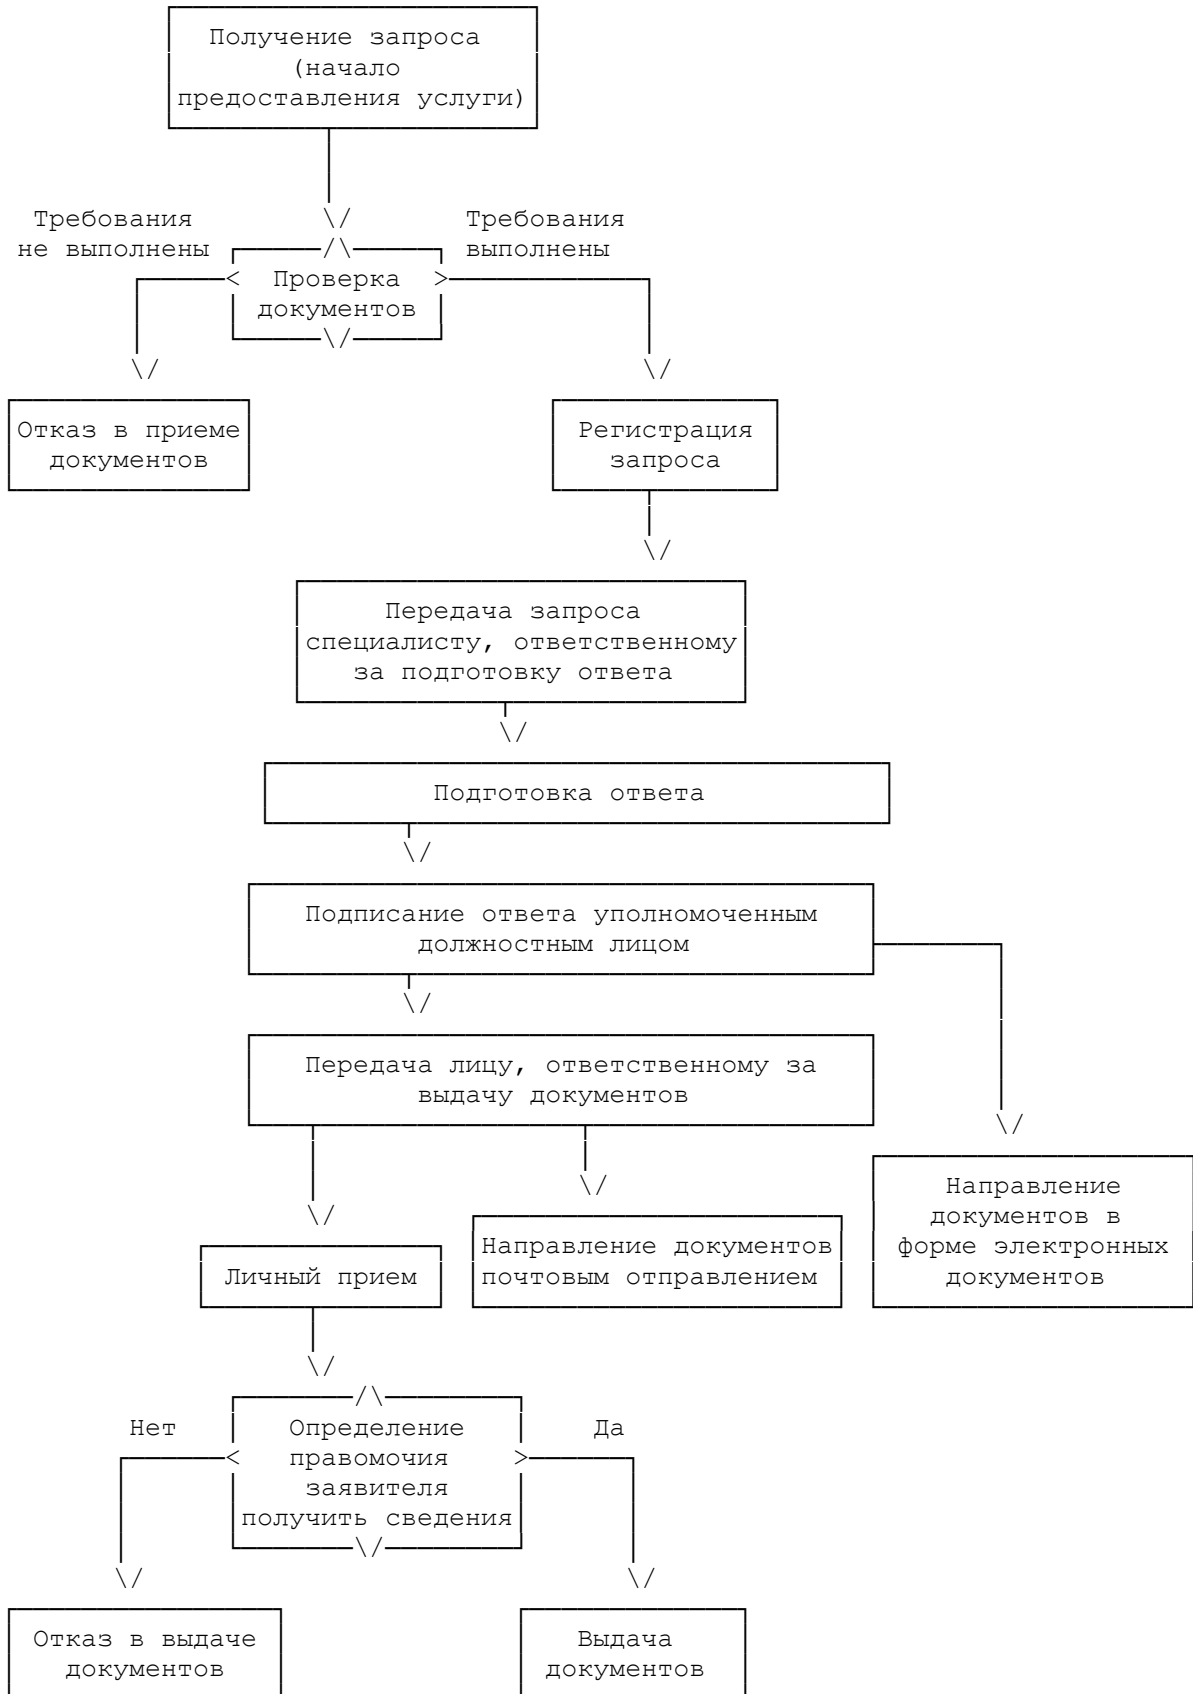 Получение запроса
(начало
предоставления услуги)
Требования
не выполнены
Требования
выполнены
Проверка
документов
Отказ в приеме
документов
Регистрация
запроса
Передача запроса
специалисту, ответственному
за подготовку ответа
Подготовка ответа
Подписание ответа уполномоченным
должностным лицом
Передача лицу, ответственному за
выдачу документов
Личный прием
Направление документов
почтовым отправлением
Направление
документов в
форме электронных
документов
Нет
Определение
правомочия
заявителя
получить сведения
Да
Отказ в выдаче
документов
Выдача
документов